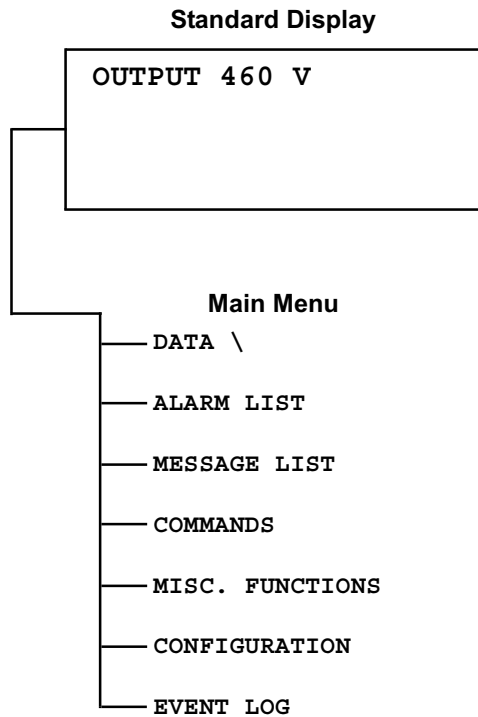 Standard Display
OUTPUT 460 V
Main Menu
DATA \
ALARM LIST
MESSAGE LIST
COMMANDS
MISC. FUNCTIONS
CONFIGURATION
EVENT LOG